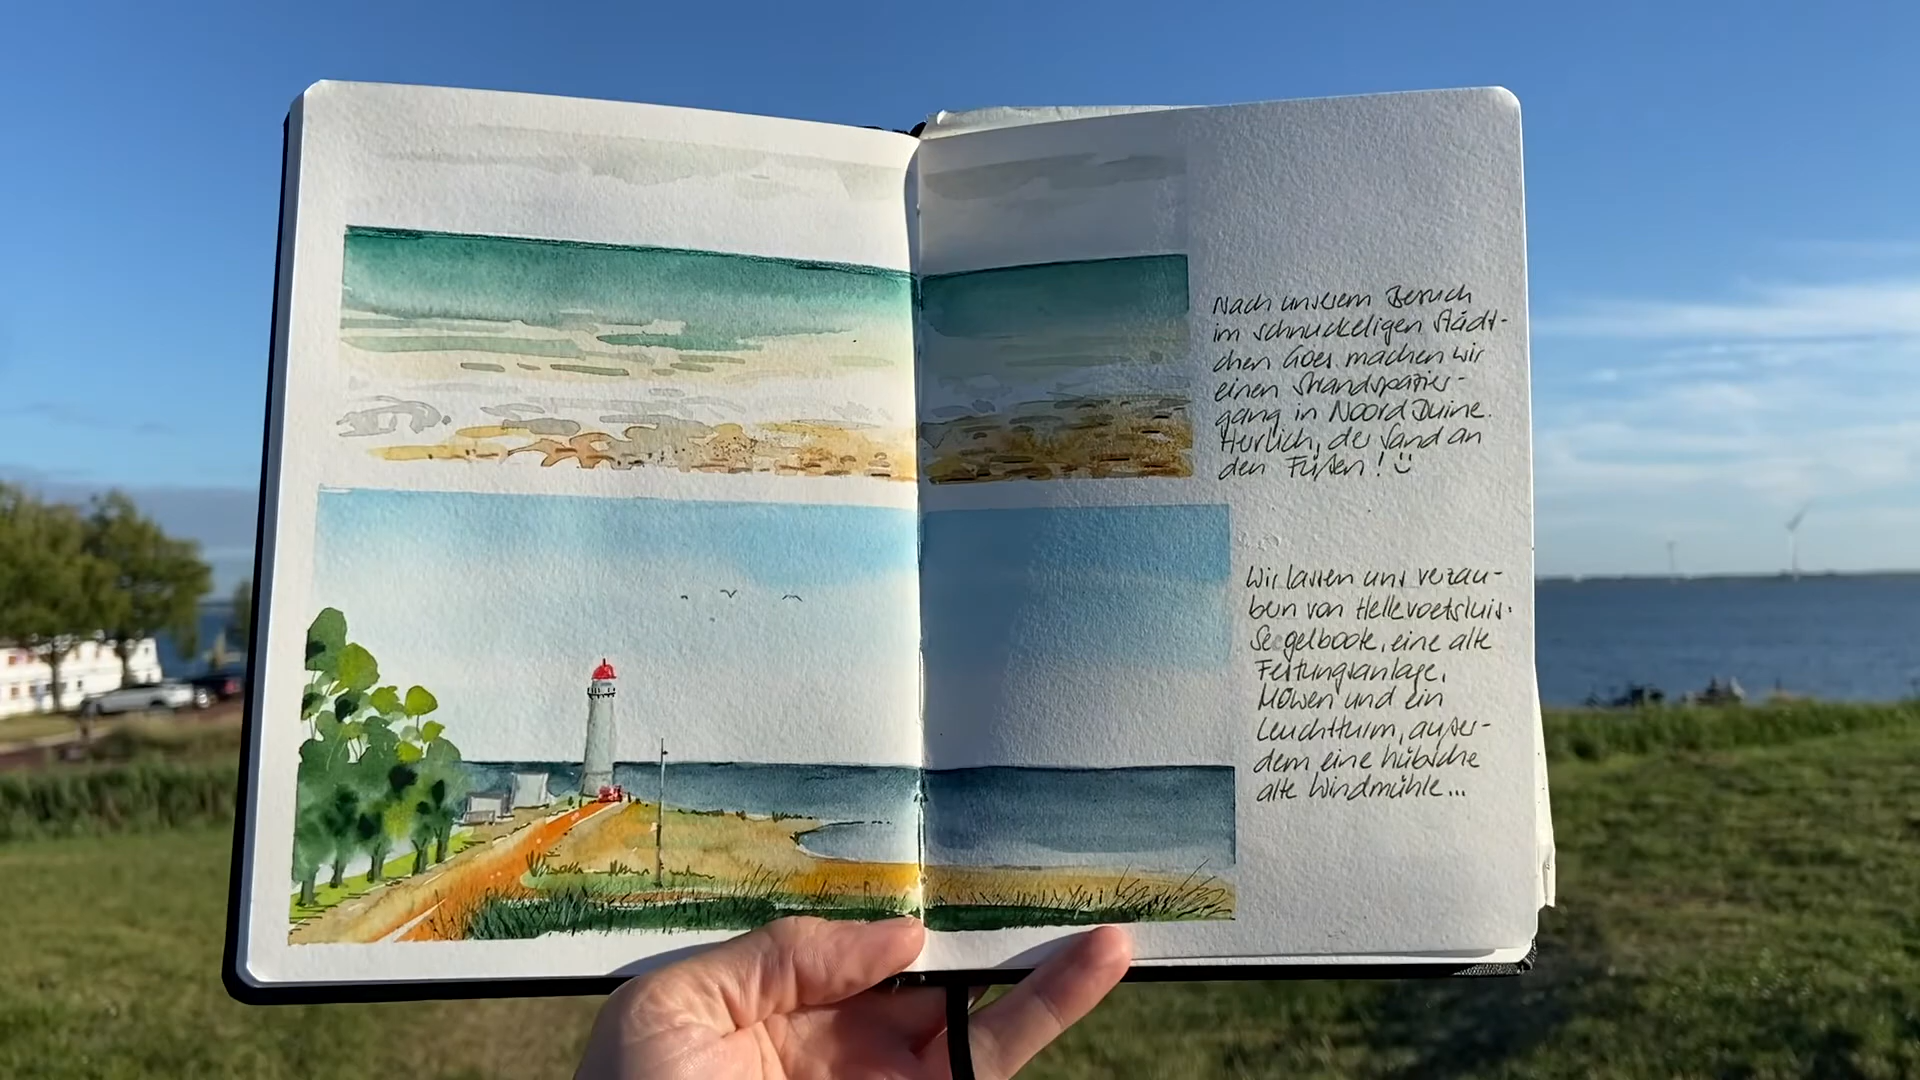 Nach unserem Besuch
im schnuckeligen Städt-
chen Goes machen wir
einen Strandspazier-
gang in Noord Duine.
Herrlich, der Sand an
den Füßen! :)
Wir lassen uns verzau-
bern von Hellevoetsluis.
Segelboote, eine alte
Festungsanlage,
Möwen und ein
Leuchtturm, außer-
dem eine hübsche
alte Windmühle...